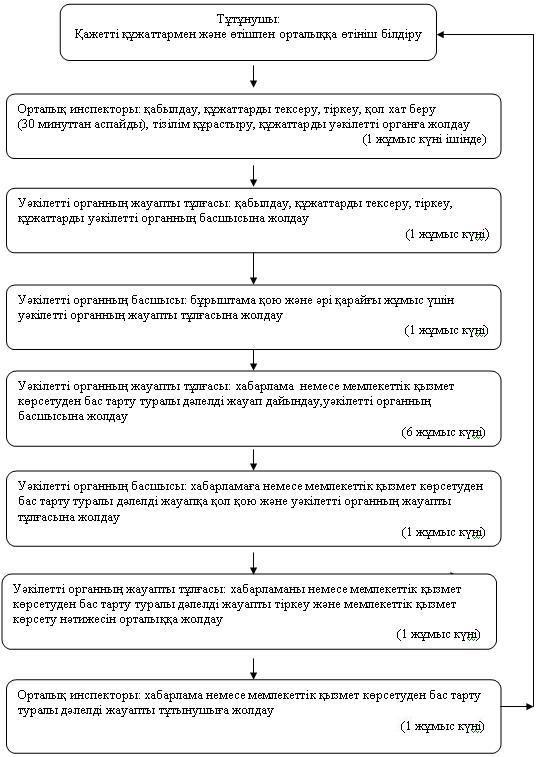 Тұтұнушы:
Қажетті құжаттармен және өтішпен орталыққа өтініш білдіру
Орталық инспекторы: қабылдау, құжаттарды тексеру, тіркеу, қол хат беру
(30 минуттан аспайды), тізілім құрастыру, құжаттарды уәкілетті органға жолдау
(1 жұмыс күні ішінде)
Уәкілетті органның жауапты тұлғасы: қабылдау, құжаттарды тексеру, тіркеу,
құжаттарды уәкілетті органның басшысына жолдау
(1 жұмыс күні)
Уәкілетті органның басшысы: бұрыштама қою және әрі қарайғы жұмыс үшін
уәкілетті органның жауапты тұлғасына жолдау
(1 жұмыс күні)
Уәкілетті органның жауапты тұлғасы: хабарлама немесе мемлекеттік қызмет
көрсетуден бас тарту туралы дәлелді жауап дайындау,уәкілетті органның
басшысына жолдау
(6 жұмыс күні)
Уәкілетті органның басшысы: хабарламаға немесе мемлекеттік қызмет көрсетуден
бас тарту туралы дәлелді жауапқа қол қою және уәкілетті органның жауапты
тұлғасына жолдау
(1 жұмыс күні)
Уәкілетті органның жауапты тұлғасы: хабарламаны немесе мемлекеттік қызмет
көрсетуден бас тарту туралы дәлелді жауапты тіркеу және мемлекеттік қызмет
көрсету нәтижесін орталыққа жолдау
(1 жұмыс күні)
Орталық инспекторы: хабарлама немесе мемлекеттік қызмет көрсетуден бас тарту
туралы дәлелді жауапты тұтынушыға жолдау
(1 жұмыс күні)